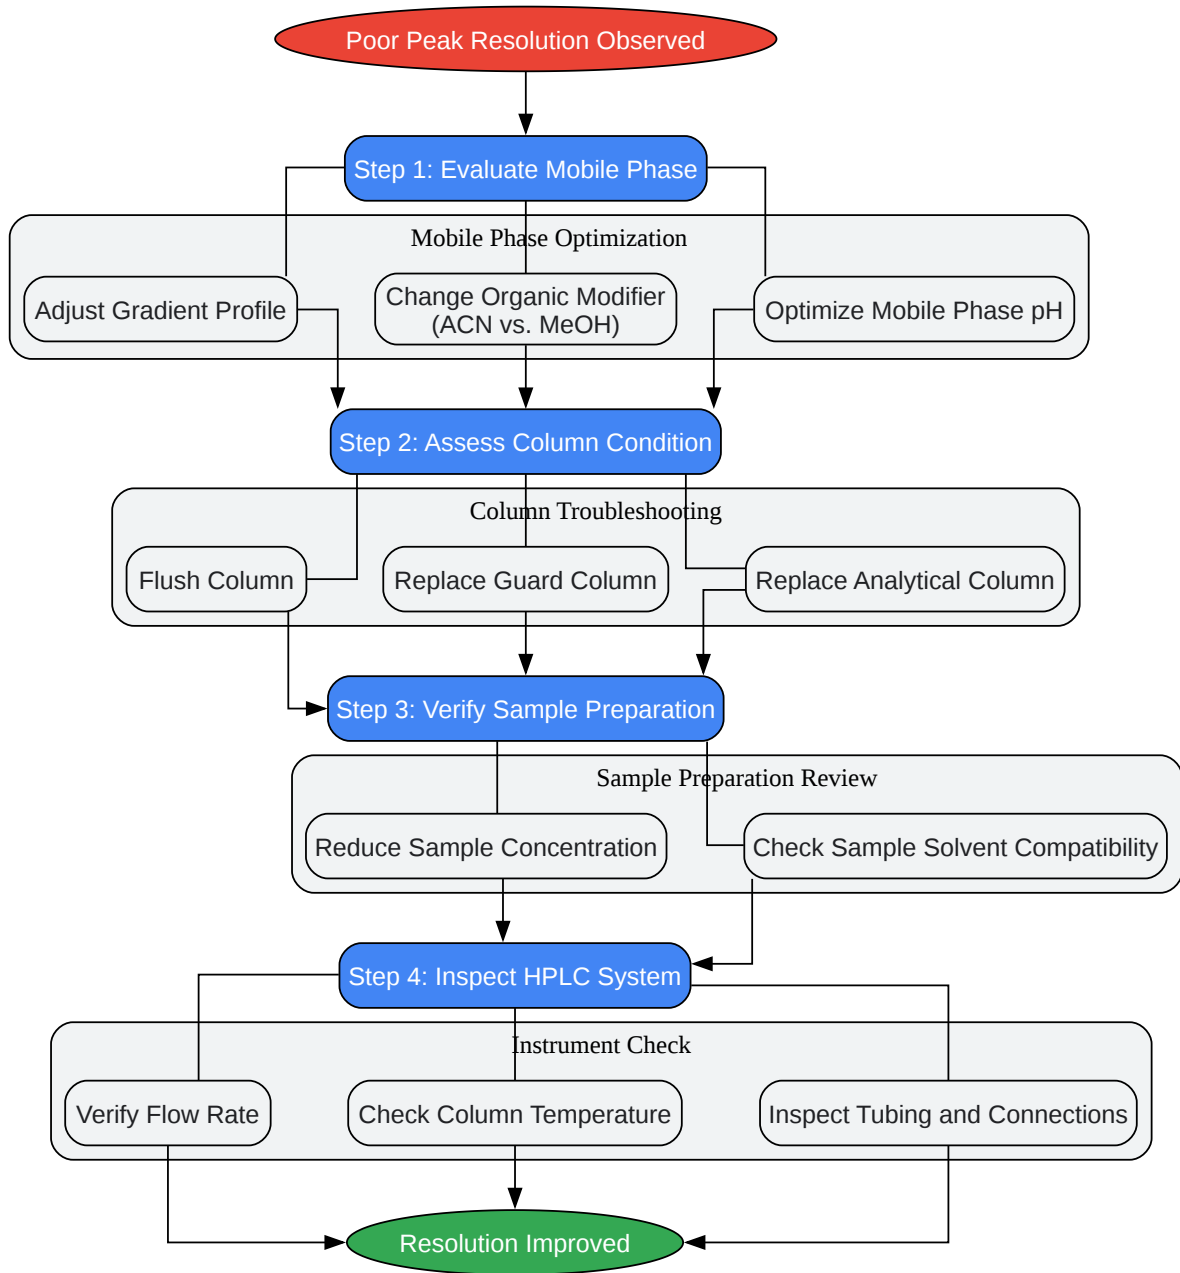 Poor Peak Resolution Observed
Step 1: Evaluate Mobile Phase
Mobile Phase Optimization
Adjust Gradient Profile
Change Organic Modifier
(ACN vs. MeOH)
Optimize Mobile Phase pH
Step 2: Assess Column Condition
Column Troubleshooting
Flush Column
Replace Guard Column
Replace Analytical Column
Step 3: Verify Sample Preparation
Sample Preparation Review
Reduce Sample Concentration
Check Sample Solvent Compatibility
Step 4: Inspect HPLC System
Instrument Check
Verify Flow Rate
Check Column Temperature
Inspect Tubing and Connections
Resolution Improved